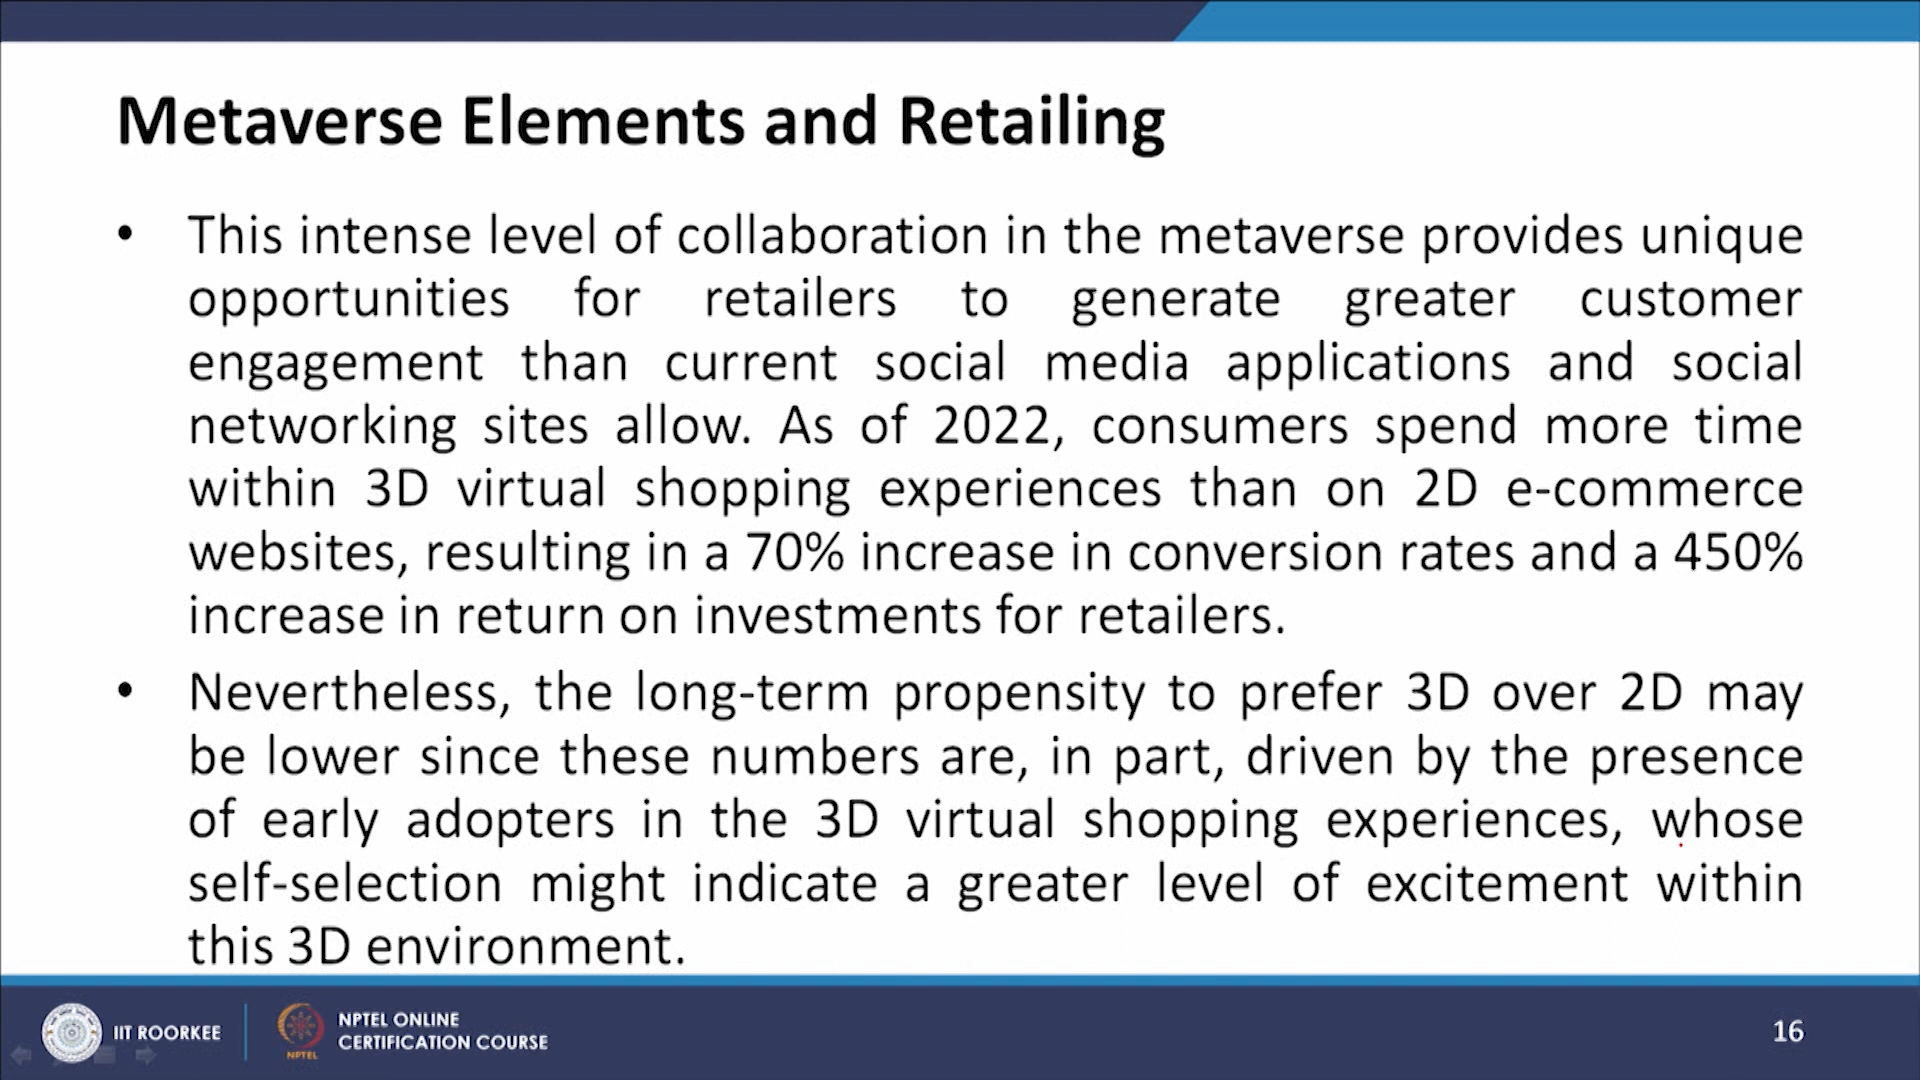 Metaverse Elements and Retailing
• This intense level of collaboration in the metaverse provides unique
opportunities for retailers to generate greater customer
engagement than current social media applications and social
networking sites allow. As of 2022, consumers spend more time
within 3D virtual shopping experiences than on 2D e-commerce
websites, resulting in a 70% increase in conversion rates and a 450%
increase in return on investments for retailers.
• Nevertheless, the long-term propensity to prefer 3D over 2D may
be lower since these numbers are, in part, driven by the presence
of early adopters in the 3D virtual shopping experiences, whose
self-selection might indicate a greater level of excitement within
this 3D environment.
IIT ROORKEE
NPTEL
NPTEL ONLINE
CERTIFICATION COURSE
16